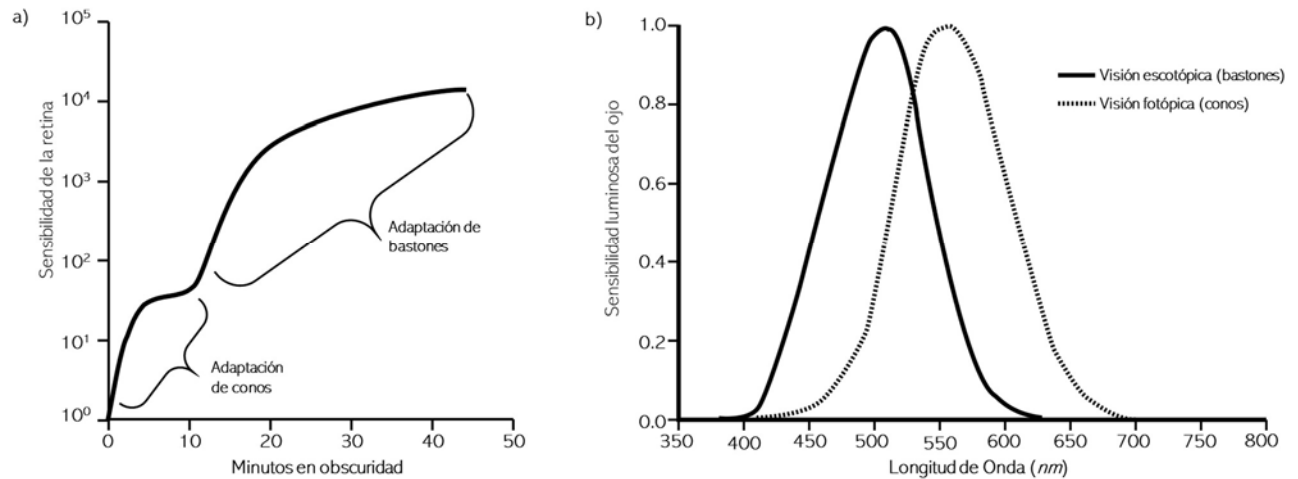 a)
Sensibilidad de la retina
10⁵
10⁴
10³
10²
10¹
10⁰
0 10 20 30 40 50
Minutos en obscuridad
Adaptación de
bastones
Adaptación
de conos
b)
Sensibilidad luminosa del ojo
1.0
0.8
0.6
0.4
0.2
0.0
350 400 450 500 550 600 650 700 750 800
Longitud de Onda (nm)
Visión escotópica (bastones)
Visión fotópica (conos)